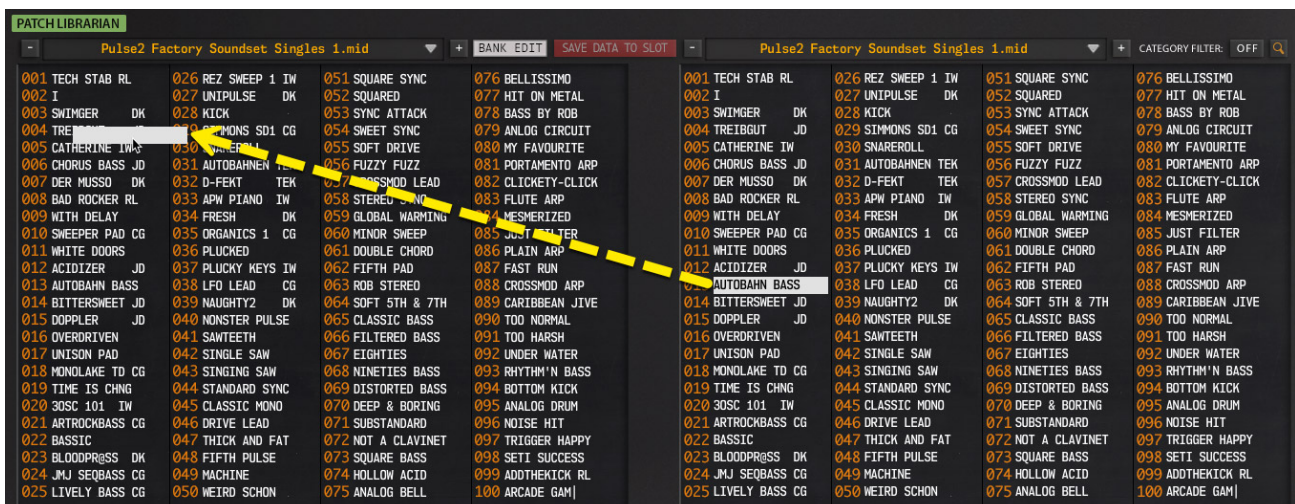 PATCH LIBRARIAN
- Pulse2 Factory Soundset Singles 1.mid + BANK EDIT SAVE DATA TO SLOT - Pulse2 Factory Soundset Singles 1.mid + CATEGORY FILTER: OFF
001 TECH STAB RL 026 REZ SWEEP 1 IW 051 SQUARE SYNC 076 BELLISSIMO 001 TECH STAB RL 026 REZ SWEEP 1 IW 051 SQUARE SYNC 076 BELLISSIMO
002 I 027 UNIPULSE DK 052 SQUARED 077 HIT ON METAL 002 I 027 UNIPULSE DK 052 SQUARED 077 HIT ON METAL
003 SWIMGER DK 028 KICK 053 SYNC ATTACK 078 BASS BY ROB 003 SWIMGER DK 028 KICK 053 SYNC ATTACK 078 BASS BY ROB
004 SIMMONS SD1 CG 054 SWEET SYNC 079 ANLOG CIRCUIT 004 TREIBGUT JD 029 SIMMONS SD1 CG 054 SWEET SYNC 079 ANLOG CIRCUIT
005 CATHERINE IW 030 SNAREROLL 055 SOFT DRIVE 080 MY FAVOURITE 005 CATHERINE IW 030 SNAREROLL 055 SOFT DRIVE 080 MY FAVOURITE
006 CHORUS BASS JD 031 AUTOBAHNEN TEK 056 FUZZY FUZZ 081 PORTAMENTO ARP 006 CHORUS BASS JD 031 AUTOBAHNEN TEK 056 FUZZY FUZZ 081 PORTAMENTO ARP
007 DER MUSSO DK 032 D-FEKT TEK 057 CROSSMOD LEAD 082 CLICKETY-CLICK 007 DER MUSSO DK 032 D-FEKT TEK 057 CROSSMOD LEAD 082 CLICKETY-CLICK
008 BAD ROCKER RL 033 APW PIANO IW 058 STEREO SYNC 083 FLUTE ARP 008 BAD ROCKER RL 033 APW PIANO IW 058 STEREO SYNC 083 FLUTE ARP
009 WITH DELAY 034 FRESH DK 059 GLOBAL WARMING 084 MESMERIZED 009 WITH DELAY 034 FRESH DK 059 GLOBAL WARMING 084 MESMERIZED
010 SWEEPER PAD CG 035 ORGANICS 1 CG 060 MINOR SWEEP 085 JUST FILTER 010 SWEEPER PAD CG 035 ORGANICS 1 CG 060 MINOR SWEEP 085 JUST FILTER
011 WHITE DOORS 036 PLUCKED 061 DOUBLE CHORD 086 PLAIN ARP 011 WHITE DOORS 036 PLUCKED 061 DOUBLE CHORD 086 PLAIN ARP
012 ACIDIZER JD 037 PLUCKY KEYS IW 062 FIFTH PAD 087 FAST RUN 012 ACIDIZER JD 037 PLUCKY KEYS IW 062 FIFTH PAD 087 FAST RUN
013 AUTOBAHN BASS 038 LFO LEAD CG 063 ROB STEREO 088 CROSSMOD ARP AUTOBAHN BASS 038 LFO LEAD CG 063 ROB STEREO 088 CROSSMOD ARP
014 BITTERSWEET JD 039 NAUGHTY2 DK 064 SOFT 5TH & 7TH 089 CARIBBEAN JIVE 014 BITTERSWEET JD 039 NAUGHTY2 DK 064 SOFT 5TH & 7TH 089 CARIBBEAN JIVE
015 DOPPLER JD 040 NONSTER PULSE 065 CLASSIC BASS 090 TOO NORMAL 015 DOPPLER JD 040 NONSTER PULSE 065 CLASSIC BASS 090 TOO NORMAL
016 OVERDRIVEN 041 SAWTEETH 066 FILTERED BASS 091 TOO HARSH 016 OVERDRIVEN 041 SAWTEETH 066 FILTERED BASS 091 TOO HARSH
017 UNISON PAD 042 SINGLE SAW 067 EIGHTIES 092 UNDER WATER 017 UNISON PAD 042 SINGLE SAW 067 EIGHTIES 092 UNDER WATER
018 MONOLAKE TD CG 043 SINGING SAW 068 NINETIES BASS 093 RHYTHM'N BASS 018 MONOLAKE TD CG 043 SINGING SAW 068 NINETIES BASS 093 RHYTHM'N BASS
019 TIME IS CHNG 044 STANDARD SYNC 069 DISTORTED BASS 094 BOTTOM KICK 019 TIME IS CHNG 044 STANDARD SYNC 069 DISTORTED BASS 094 BOTTOM KICK
020 3OSC 101 IW 045 CLASSIC MONO 070 DEEP & BORING 095 ANALOG DRUM 020 3OSC 101 IW 045 CLASSIC MONO 070 DEEP & BORING 095 ANALOG DRUM
021 ARTROCKBASS CG 046 DRIVE LEAD 071 SUBSTANDARD 096 NOISE HIT 021 ARTROCKBASS CG 046 DRIVE LEAD 071 SUBSTANDARD 096 NOISE HIT
022 BASSIC 047 THICK AND FAT 072 NOT A CLAVINET 097 TRIGGER HAPPY 022 BASSIC 047 THICK AND FAT 072 NOT A CLAVINET 097 TRIGGER HAPPY
023 BLOODPR@SS DK 048 FIFTH PULSE 073 SQUARE BASS 098 SETI SUCCESS 023 BLOODPR@SS DK 048 FIFTH PULSE 073 SQUARE BASS 098 SETI SUCCESS
024 JMJ SEQBASS CG 049 MACHINE 074 HOLLOW ACID 099 ADDTHEKICK RL 024 JMJ SEQBASS CG 049 MACHINE 074 HOLLOW ACID 099 ADDTHEKICK RL
025 LIVELY BASS CG 050 WEIRD SCHON 075 ANALOG BELL 100 ARCADE GAM| 025 LIVELY BASS CG 050 WEIRD SCHON 075 ANALOG BELL 100 ARCADE GAM|